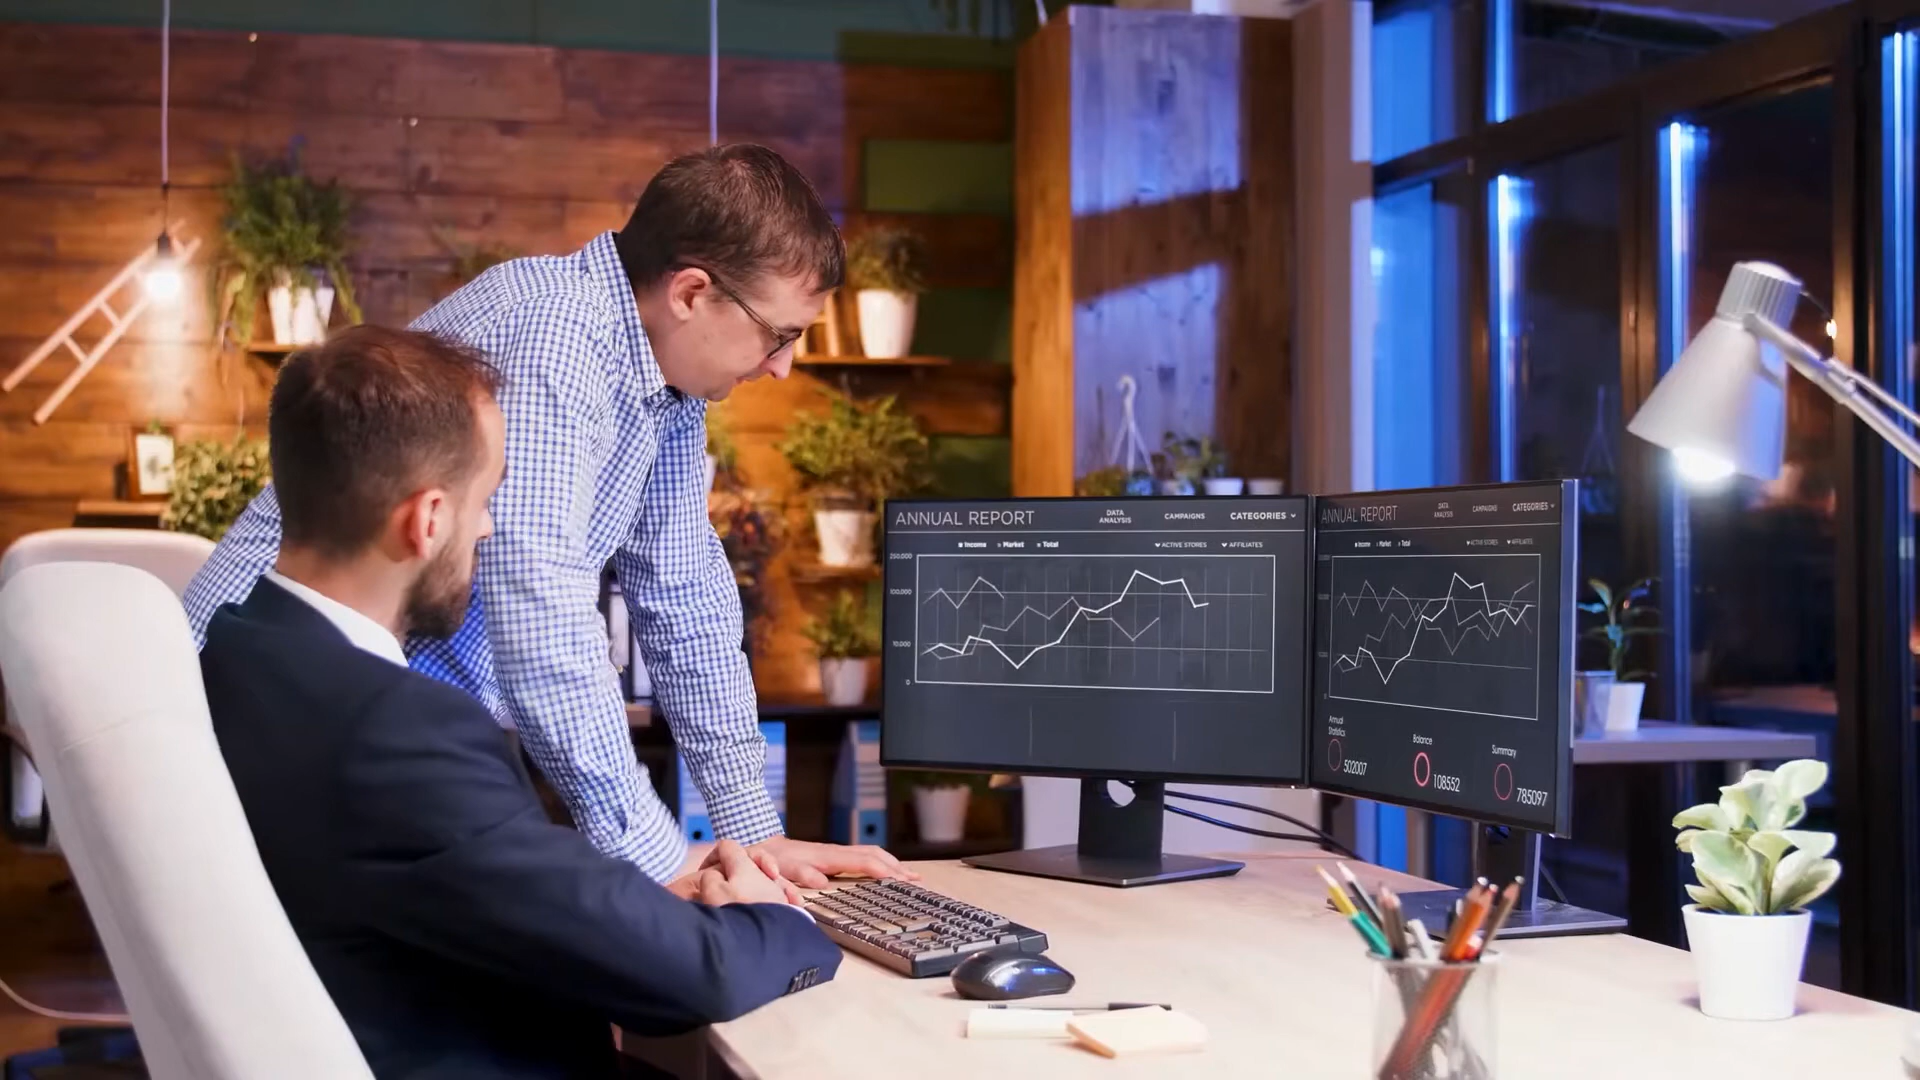 ANNUAL REPORT
DATA
ANALYSIS
CAMPAIGNS
CATEGORIES
Income Market Total
ACTIVE STORES AFFILIATES
250,000
100,000
10,000
0
ANNUAL REPORT
DATA
ANALYSIS
CAMPAIGNS
CATEGORIES
Income Market Total
ACTIVE STORES AFFILIATES
Annual
Statistics
502007
Balance
108552
Summary
785097